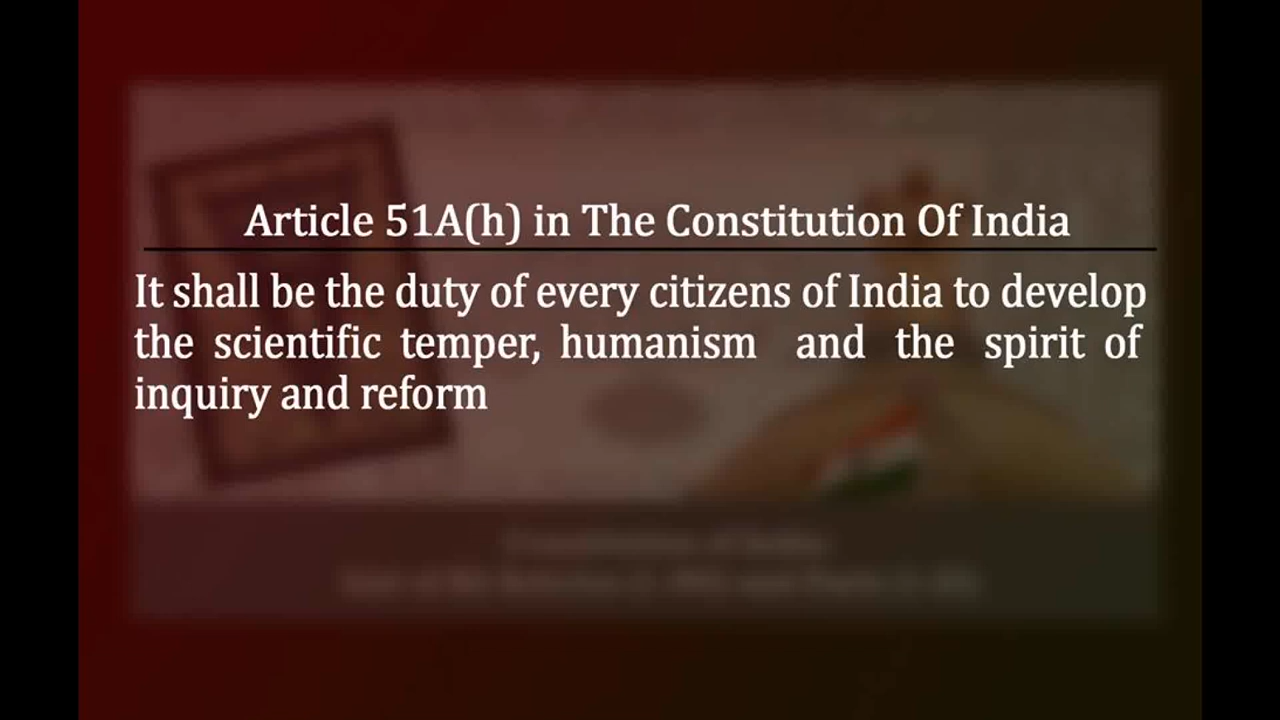 Article 51A(h) in The Constitution Of India
It shall be the duty of every citizens of India to develop
the scientific temper, humanism and the spirit of
inquiry and reform